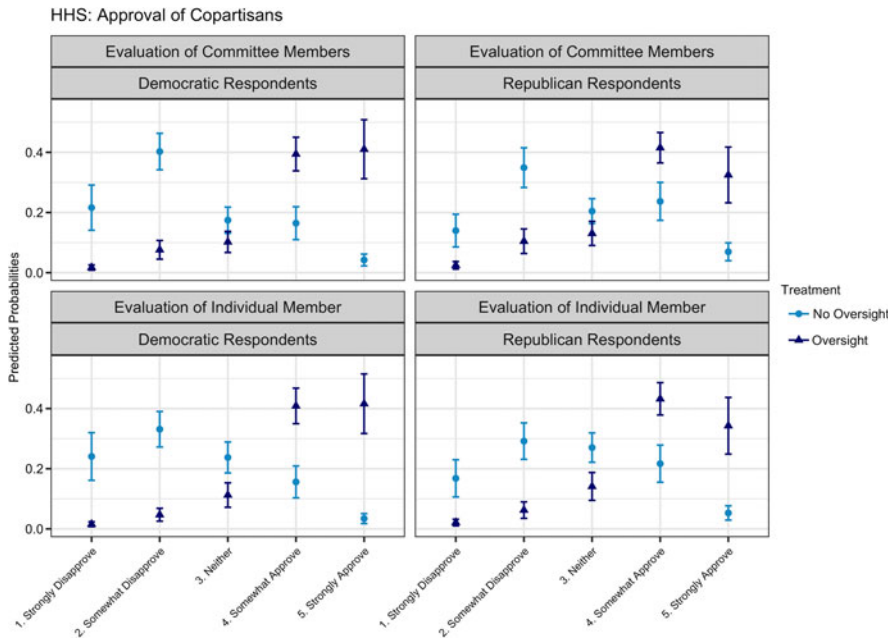 HHS: Approval of Copartisans
Evaluation of Committee Members
Evaluation of Committee Members
Democratic Respondents
Republican Respondents
0.4
0.2
0.0
Evaluation of Individual Member
Evaluation of Individual Member
Democratic Respondents
Republican Respondents
0.4
0.2
0.0
Predicted Probabilities
1. Strongly Disapprove
2. Somewhat Disapprove
3. Neither
4. Somewhat Approve
5. Strongly Approve
1. Strongly Disapprove
2. Somewhat Disapprove
3. Neither
4. Somewhat Approve
5. Strongly Approve
Treatment
No Oversight
Oversight